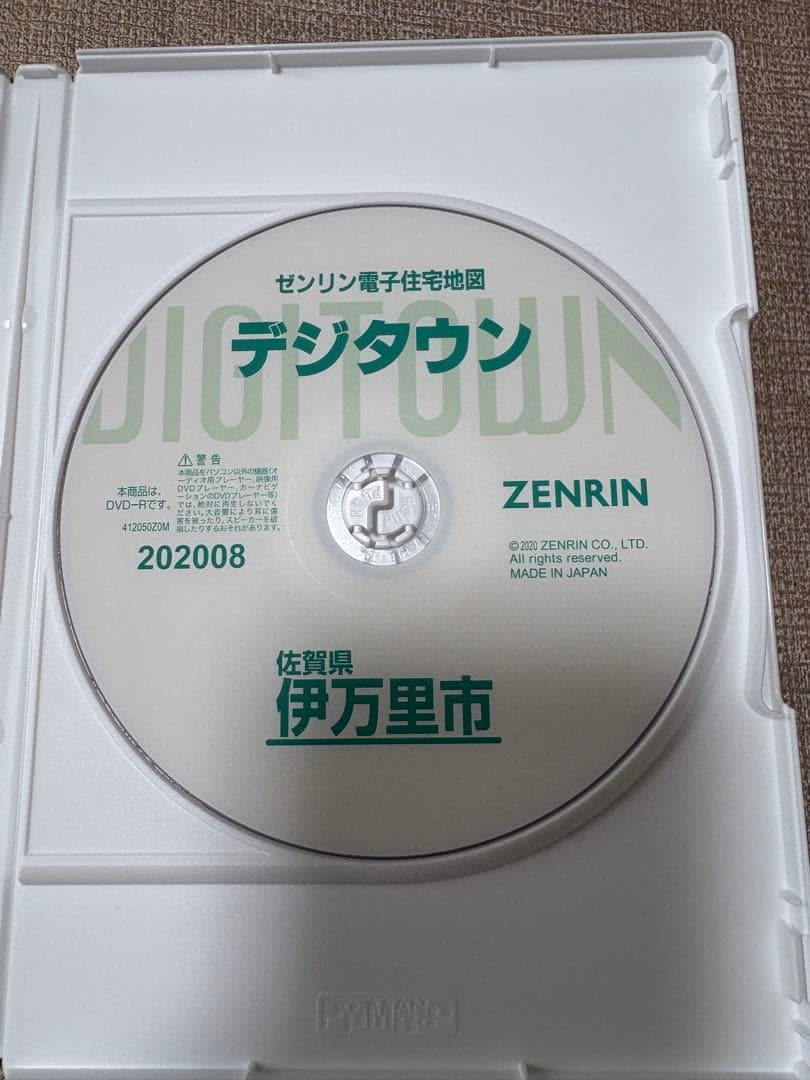 ゼンリン電子住宅地図
DIGITOWN
デジタウン
⚠警告
本商品をパソコン以外の機器(オ
ーディオ用プレーヤー、映像用
DVDプレーヤー、カーナビゲ
ーションのDVDプレーヤー等)
では、絶対に再生しないでく
ださい。大音響により耳に傷
害を被ったり、スピーカーを破
損したりするおそれがあります。
本商品は、
DVD-Rです。
412050Z0M
202008
ZENRIN
©2020 ZENRIN CO., LTD.
All rights reserved.
MADE IN JAPAN
PUSH
佐賀県
伊万里市